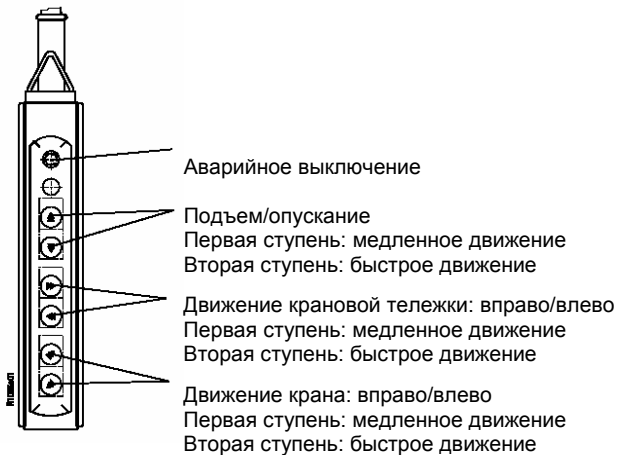 Аварийное выключение
Подъем/опускание
Первая ступень: медленное движение
Вторая ступень: быстрое движение
Движение крановой тележки: вправо/влево
Первая ступень: медленное движение
Вторая ступень: быстрое движение
Движение крана: вправо/влево
Первая ступень: медленное движение
Вторая ступень: быстрое движение